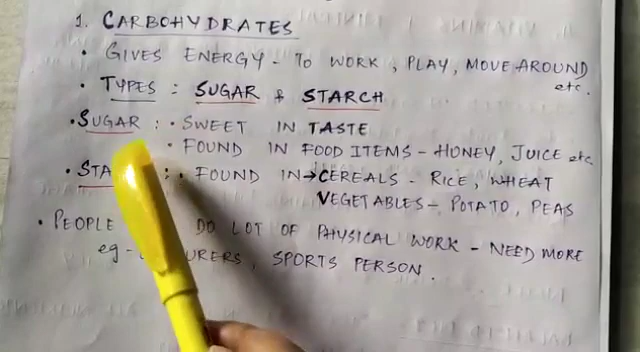 1. CARBOHYDRATES
• GIVES ENERGY - TO WORK, PLAY, MOVE AROUND etc.
• TYPES : SUGAR & STARCH
• SUGAR : • SWEET IN TASTE
• FOUND IN FOOD ITEMS - HONEY, JUICE etc
• STA : • FOUND IN → CEREALS - RICE, WHEAT
VEGETABLES - POTATO, PEAS
• PEOPLE DO LOT OF PHYSICAL WORK - NEED MORE
eg - URERS, SPORTS PERSON.